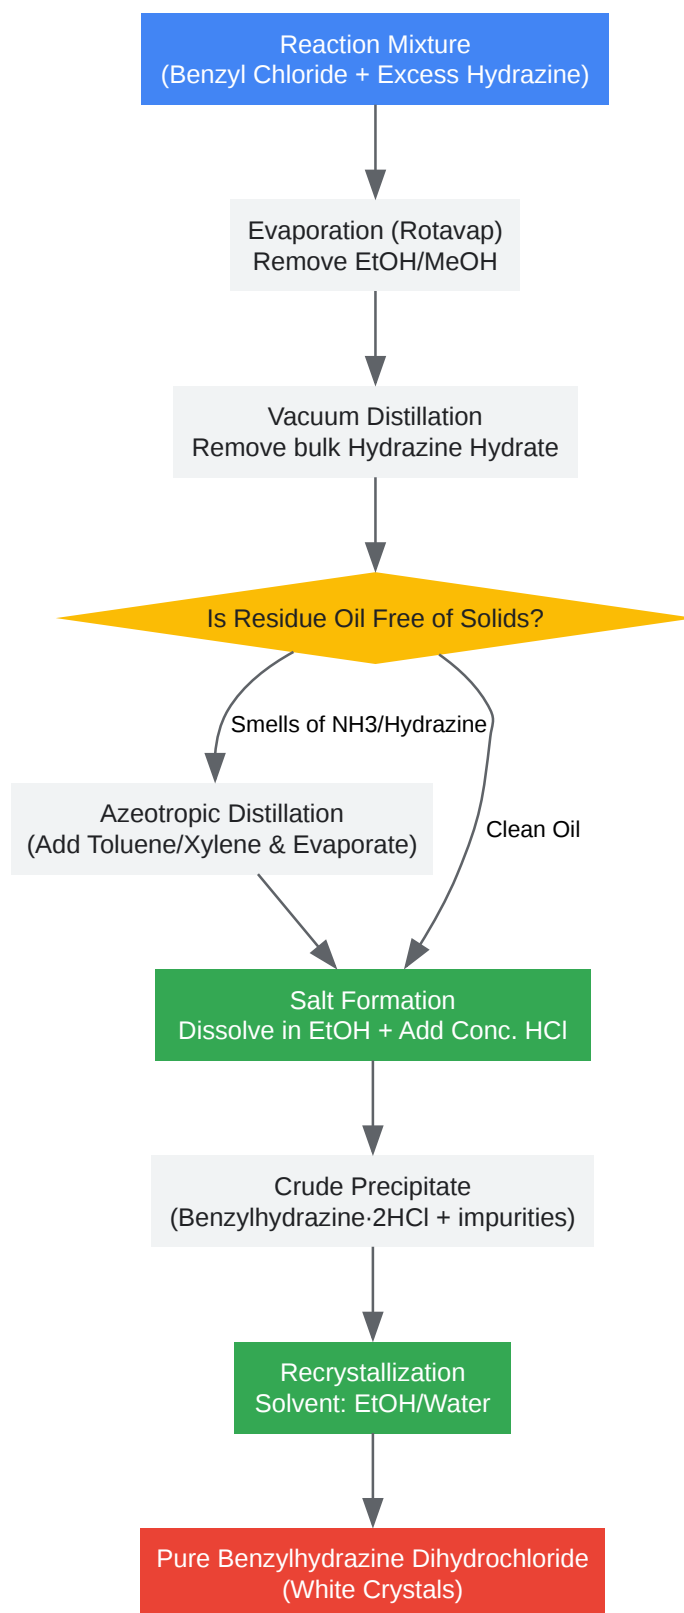 Reaction Mixture
(Benzyl Chloride + Excess Hydrazine)
Evaporation (Rotavap)
Remove EtOH/MeOH
Vacuum Distillation
Remove bulk Hydrazine Hydrate
Is Residue Oil Free of Solids?
Smells of NH3/Hydrazine
Azeotropic Distillation
(Add Toluene/Xylene & Evaporate)
Clean Oil
Salt Formation
Dissolve in EtOH + Add Conc. HCl
Crude Precipitate
(Benzylhydrazine·2HCl + impurities)
Recrystallization
Solvent: EtOH/Water
Pure Benzylhydrazine Dihydrochloride
(White Crystals)